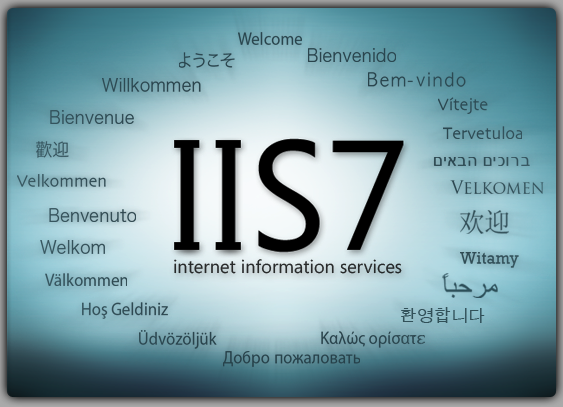 Welcome
ようこそ
Bienvenido
Willkommen
Bem-vindo
Bienvenue
Vítejte
Tervetuloa
歡迎
ברוכים הבאים
Velkommen
VELKOMEN
Benvenuto
欢迎
Welkom
Witamy
Välkommen
مرحباً
Hoş Geldiniz
환영합니다
Üdvözöljük
Καλώς ορίσατε
Добро пожаловать
IIS7
internet information services